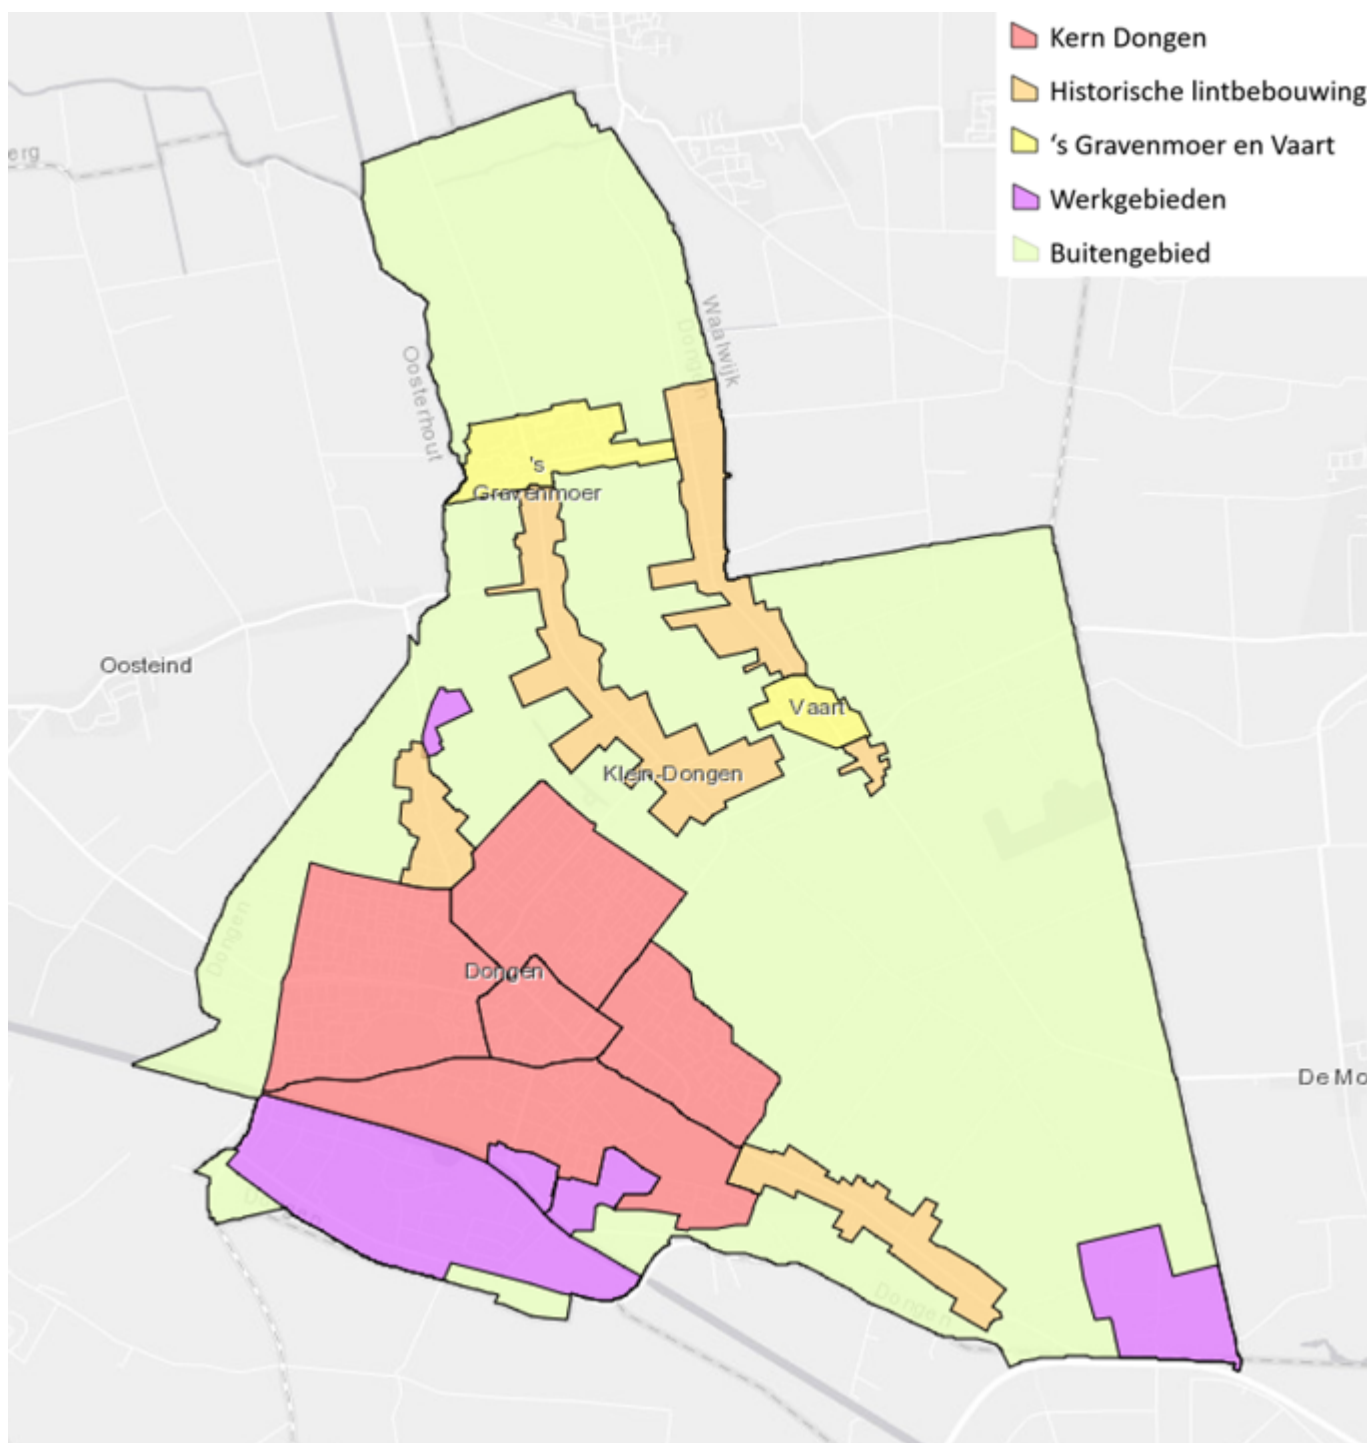 Kern Dongen
Historische lintbebouwing
‘s Gravenmoer en Vaart
Werkgebieden
Buitengebied
erg
Waalwijk
Dongen
Oosterhout
's
Gravenmoer
Oosteind
Vaart
Klein-Dongen
Dongen
Dongen
De Mo
Dongen